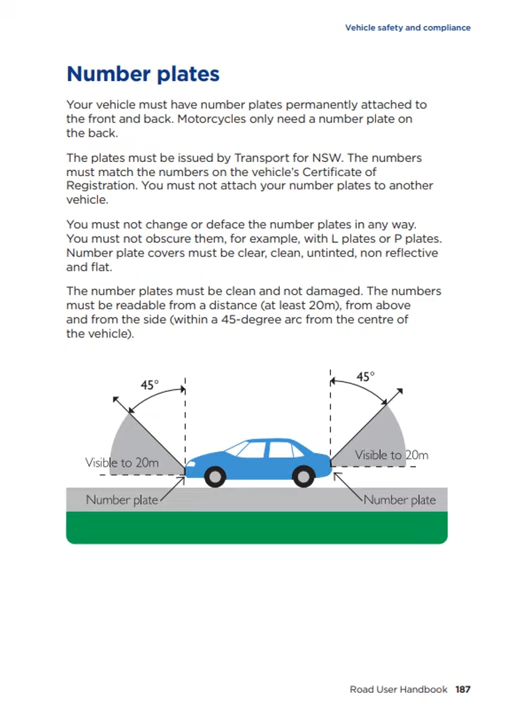 Vehicle safety and compliance
Number plates
Your vehicle must have number plates permanently attached to
the front and back. Motorcycles only need a number plate on
the back.
The plates must be issued by Transport for NSW. The numbers
must match the numbers on the vehicle’s Certificate of
Registration. You must not attach your number plates to another
vehicle.
You must not change or deface the number plates in any way.
You must not obscure them, for example, with L plates or P plates.
Number plate covers must be clear, clean, untinted, non reflective
and flat.
The number plates must be clean and not damaged. The numbers
must be readable from a distance (at least 20m), from above
and from the side (within a 45-degree arc from the centre of
the vehicle).
45°
45°
Visible to 20m
Visible to 20m
Number plate
Number plate
Road User Handbook 187